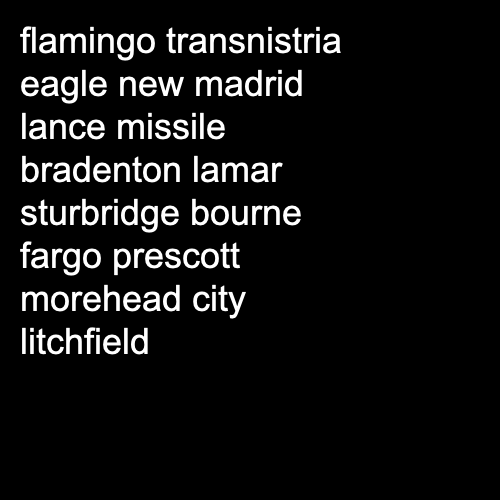 flamingo transnistria
eagle new madrid
lance missile
bradenton lamar
sturbridge bourne
fargo prescott
morehead city
litchfield